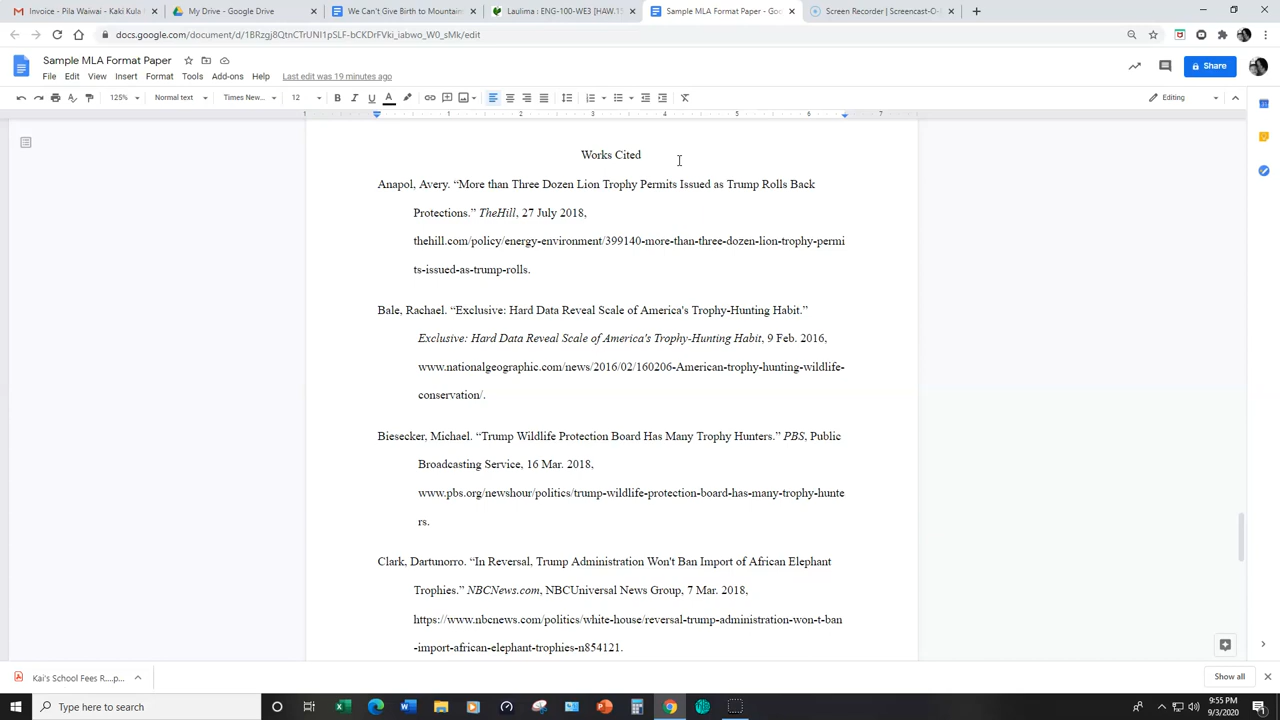 Invoice - Pila Waiwai - Kaki Kula
My Drive - Google Drive
We Can't Give Birth to Mountain
Laulima : ENG-100-WE3 [HAW.15
Sample MLA Format Paper - Goo
Screen Recorder | Screencast-O-
docs.google.com/document/d/1BRzgj8QtnCTrUNI1pSLF-bCKDrFVki_iabwo_W0_sMk/edit
Sample MLA Format Paper
File Edit View Insert Format Tools Add-ons Help Last edit was 19 minutes ago
Share
125% Normal text Times New... 12 B I U A Editing
1 1 2 3 4 5 6 7
Works Cited
Anapol, Avery. “More than Three Dozen Lion Trophy Permits Issued as Trump Rolls Back
Protections.” TheHill, 27 July 2018,
thehill.com/policy/energy-environment/399140-more-than-three-dozen-lion-trophy-permi
ts-issued-as-trump-rolls.
Bale, Rachael. “Exclusive: Hard Data Reveal Scale of America's Trophy-Hunting Habit.”
Exclusive: Hard Data Reveal Scale of America's Trophy-Hunting Habit, 9 Feb. 2016,
www.nationalgeographic.com/news/2016/02/160206-American-trophy-hunting-wildlife-
conservation/.
Biesecker, Michael. “Trump Wildlife Protection Board Has Many Trophy Hunters.” PBS, Public
Broadcasting Service, 16 Mar. 2018,
www.pbs.org/newshour/politics/trump-wildlife-protection-board-has-many-trophy-hunte
rs.
Clark, Dartunorro. “In Reversal, Trump Administration Won't Ban Import of African Elephant
Trophies.” NBCNews.com, NBCUniversal News Group, 7 Mar. 2018,
https://www.nbcnews.com/politics/white-house/reversal-trump-administration-won-t-ban
-import-african-elephant-trophies-n854121.
Kai's School Fees R....p...
Show all
Type here to search
9:55 PM
9/3/2020